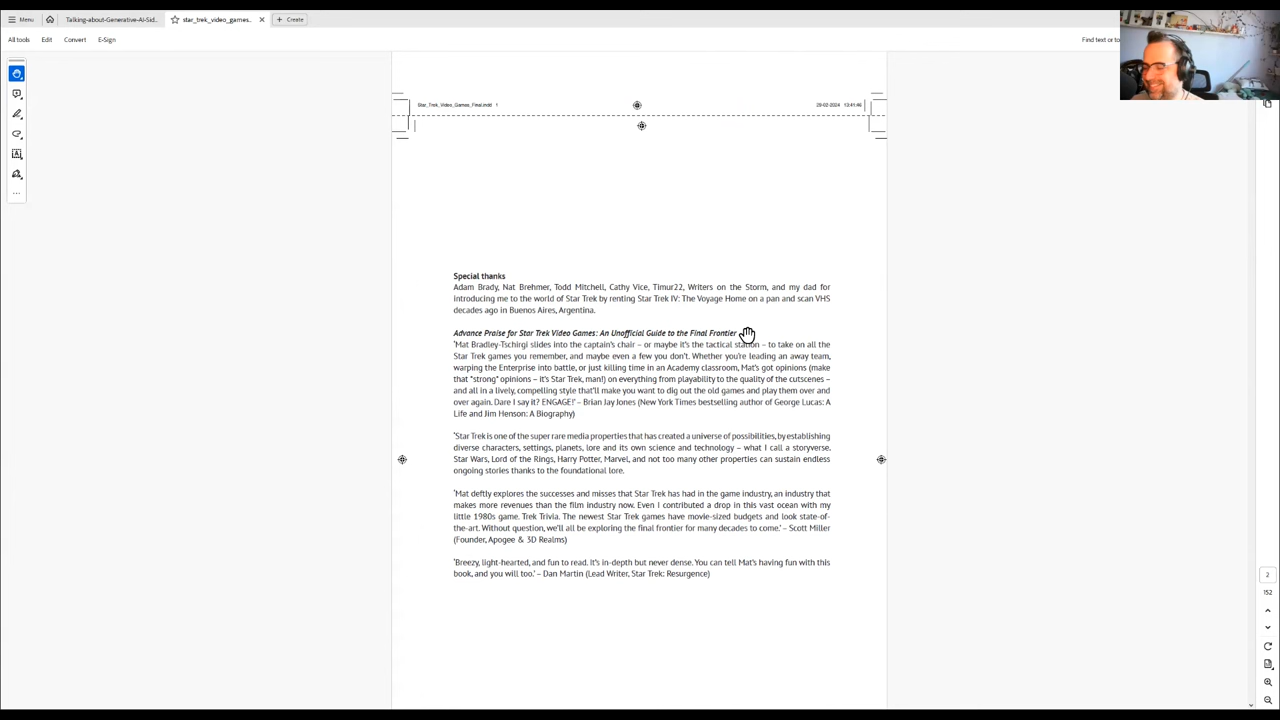 Menu
Talking-about-Generative-AI-Sid...
star_trek_video_games...
Create
All tools
Edit
Convert
E-Sign
Find text or to
Star_Trek_Video_Games_Final.indd 1
29-02-2024 13:41:46
Special thanks
Adam Brady, Nat Brehmer, Todd Mitchell, Cathy Vice, Timur22, Writers on the Storm, and my dad for
introducing me to the world of Star Trek by renting Star Trek IV: The Voyage Home on a pan and scan VHS
decades ago in Buenos Aires, Argentina.
Advance Praise for Star Trek Video Games: An Unofficial Guide to the Final Frontier
'Mat Bradley-Tschirgi slides into the captain's chair – or maybe it's the tactical station – to take on all the
Star Trek games you remember, and maybe even a few you don't. Whether you're leading an away team,
warping the Enterprise into battle, or just killing time in an Academy classroom, Mat's got opinions (make
that *strong* opinions – it's Star Trek, man!) on everything from playability to the quality of the cutscenes –
and all in a lively, compelling style that'll make you want to dig out the old games and play them over and
over again. Dare I say it? ENGAGE!' – Brian Jay Jones (New York Times bestselling author of George Lucas: A
Life and Jim Henson: A Biography)
'Star Trek is one of the super rare media properties that has created a universe of possibilities, by establishing
diverse characters, settings, planets, lore and its own science and technology – what I call a storyverse.
Star Wars, Lord of the Rings, Harry Potter, Marvel, and not too many other properties can sustain endless
ongoing stories thanks to the foundational lore.
'Mat deftly explores the successes and misses that Star Trek has had in the game industry, an industry that
makes more revenues than the film industry now. Even I contributed a drop in this vast ocean with my
little 1980s game. Trek Trivia. The newest Star Trek games have movie-sized budgets and look state-of-
the-art. Without question, we'll all be exploring the final frontier for many decades to come.' – Scott Miller
(Founder, Apogee & 3D Realms)
'Breezy, light-hearted, and fun to read. It's in-depth but never dense. You can tell Mat's having fun with this
book, and you will too.' – Dan Martin (Lead Writer, Star Trek: Resurgence)
2
152